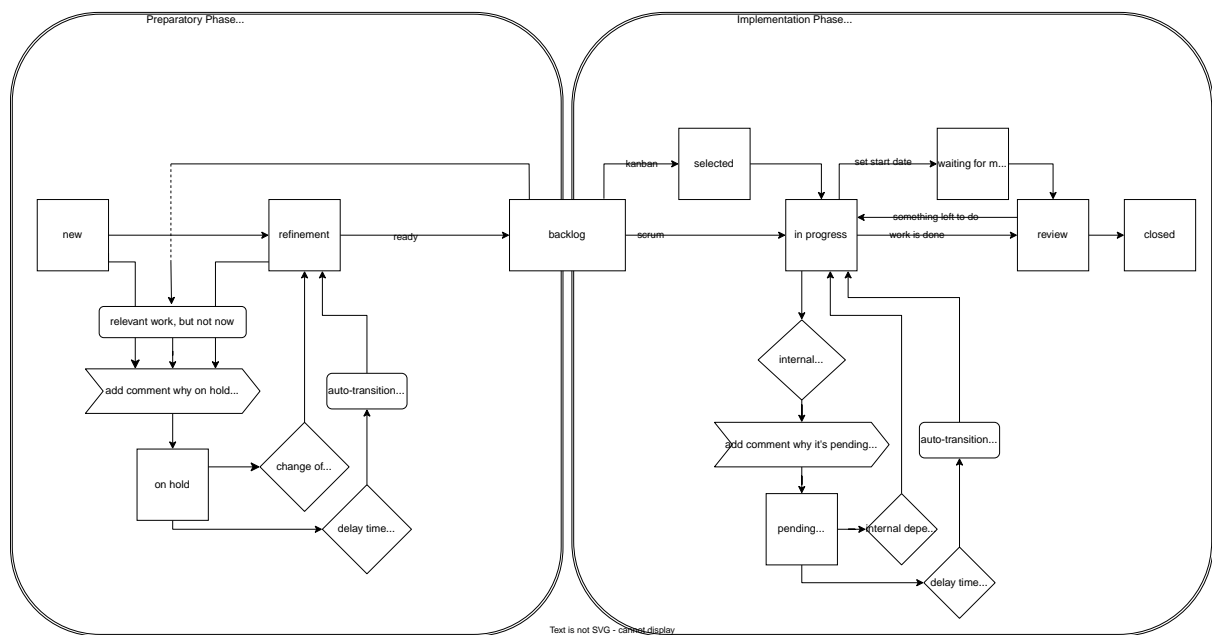 Preparatory Phase...
Implementation Phase...
kanban
selected
set start date
waiting for m...
new
refinement
ready
backlog
scrum
in progress
something left to do
work is done
review
closed
relevant work, but not now
internal...
add comment why on hold...
auto-transition...
add comment why it's pending...
auto-transition...
on hold
change of...
delay time...
pending...
internal depe...
delay time...
Text is not SVG - cannot display